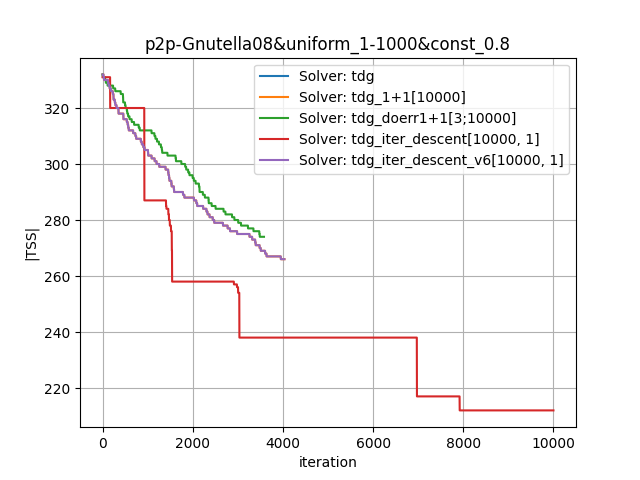 p2p-Gnutella08&uniform_1-1000&const_0.8
Solver: tdg
Solver: tdg_1+1[10000]
Solver: tdg_doerr1+1[3;10000]
Solver: tdg_iter_descent[10000, 1]
Solver: tdg_iter_descent_v6[10000, 1]
320
300
280
260
240
220
|TSS|
0 2000 4000 6000 8000 10000
iteration